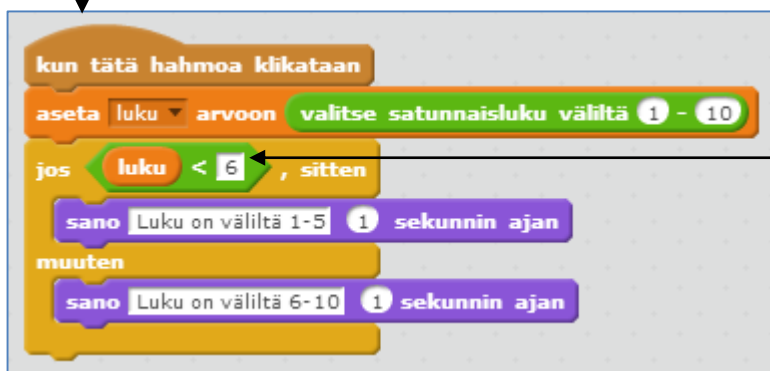 kun tätä hahmoa klikataan
aseta luku arvoon valitse satunnaisluku väliltä 1 - 10
jos luku < 6 , sitten
sano Luku on väliltä 1-5 1 sekunnin ajan
muuten
sano Luku on väliltä 6-10 1 sekunnin ajan